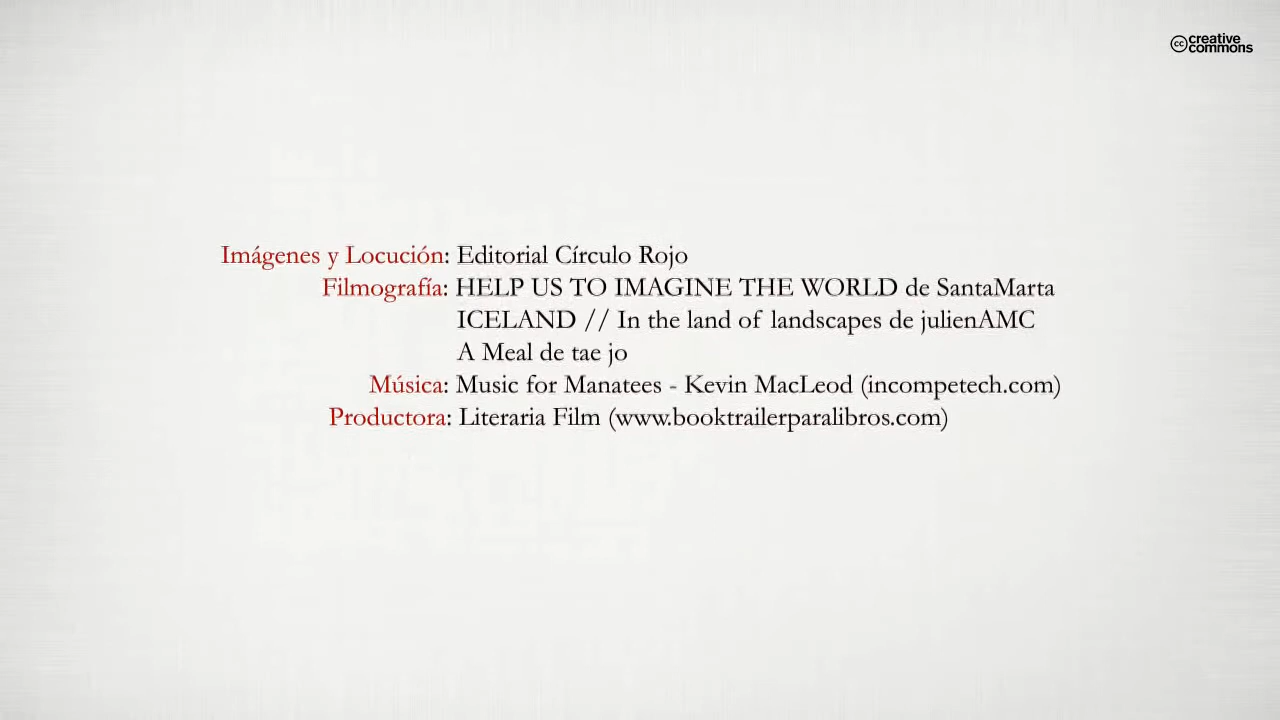 creative
commons
Imágenes y Locución: Editorial Círculo Rojo
Filmografía: HELP US TO IMAGINE THE WORLD de SantaMarta
ICELAND // In the land of landscapes de julienAMC
A Meal de tae jo
Música: Music for Manatees - Kevin MacLeod (incompetech.com)
Productora: Literaria Film (www.booktrailerparalibros.com)